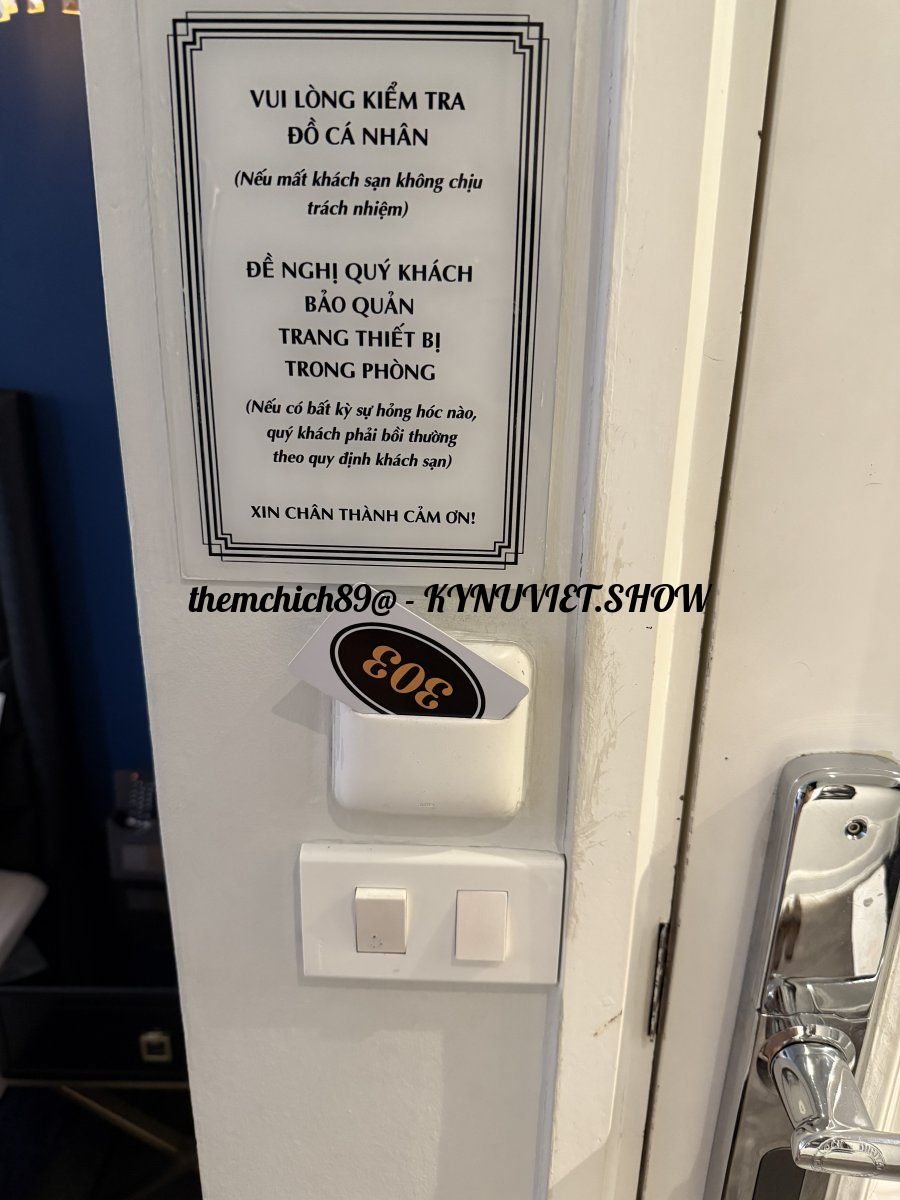 VUI LÒNG KIỂM TRA
ĐỒ CÁ NHÂN
(Nếu mất khách sạn không chịu
trách nhiệm)
ĐỀ NGHỊ QUÝ KHÁCH
BẢO QUẢN
TRANG THIẾT BỊ
TRONG PHÒNG
(Nếu có bất kỳ sự hỏng hóc nào,
quý khách phải bồi thường
theo quy định khách sạn)
XIN CHÂN THÀNH CẢM ƠN!
themchich89@ - KYNUVIET.SHOW
303